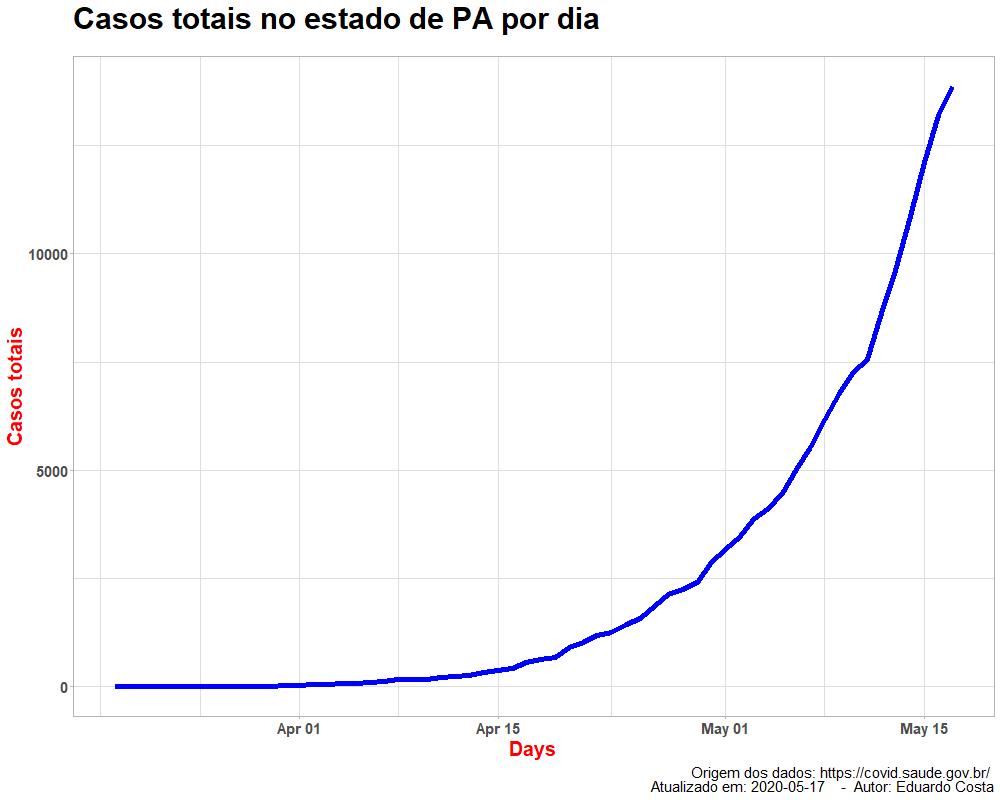 Casos totais no estado de PA por dia
Casos totais
10000
5000
0
Apr 01 Apr 15 May 01 May 15
Days
Origem dos dados: https://covid.saude.gov.br/
Atualizado em: 2020-05-17 - Autor: Eduardo Costa